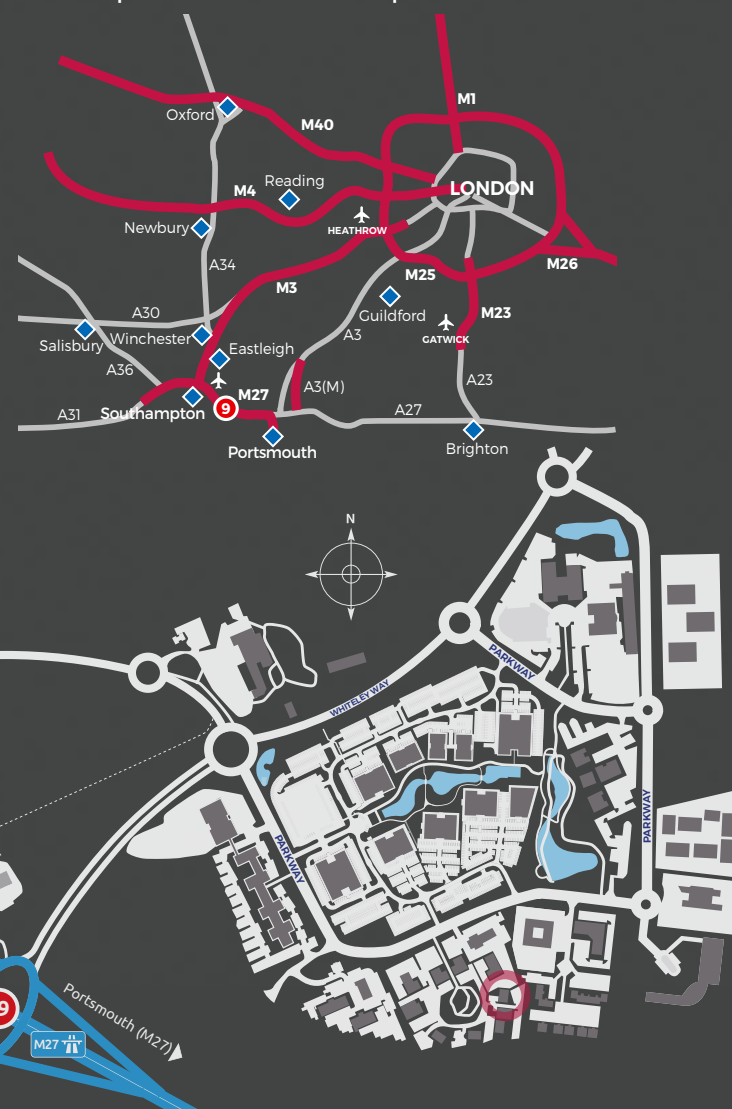 M1
Oxford
M40
Reading
M4
LONDON
HEATHROW
Newbury
A34
M25
M26
M3
Guildford
M23
GATWICK
A30
A3
Salisbury
Winchester
Eastleigh
A36
A3(M)
A23
M27
Southampton
9
A31
A27
Portsmouth
Brighton
N
PARKWAY
WHITELEY WAY
PARKWAY
PARKWAY
9
Portsmouth (M27)
M27